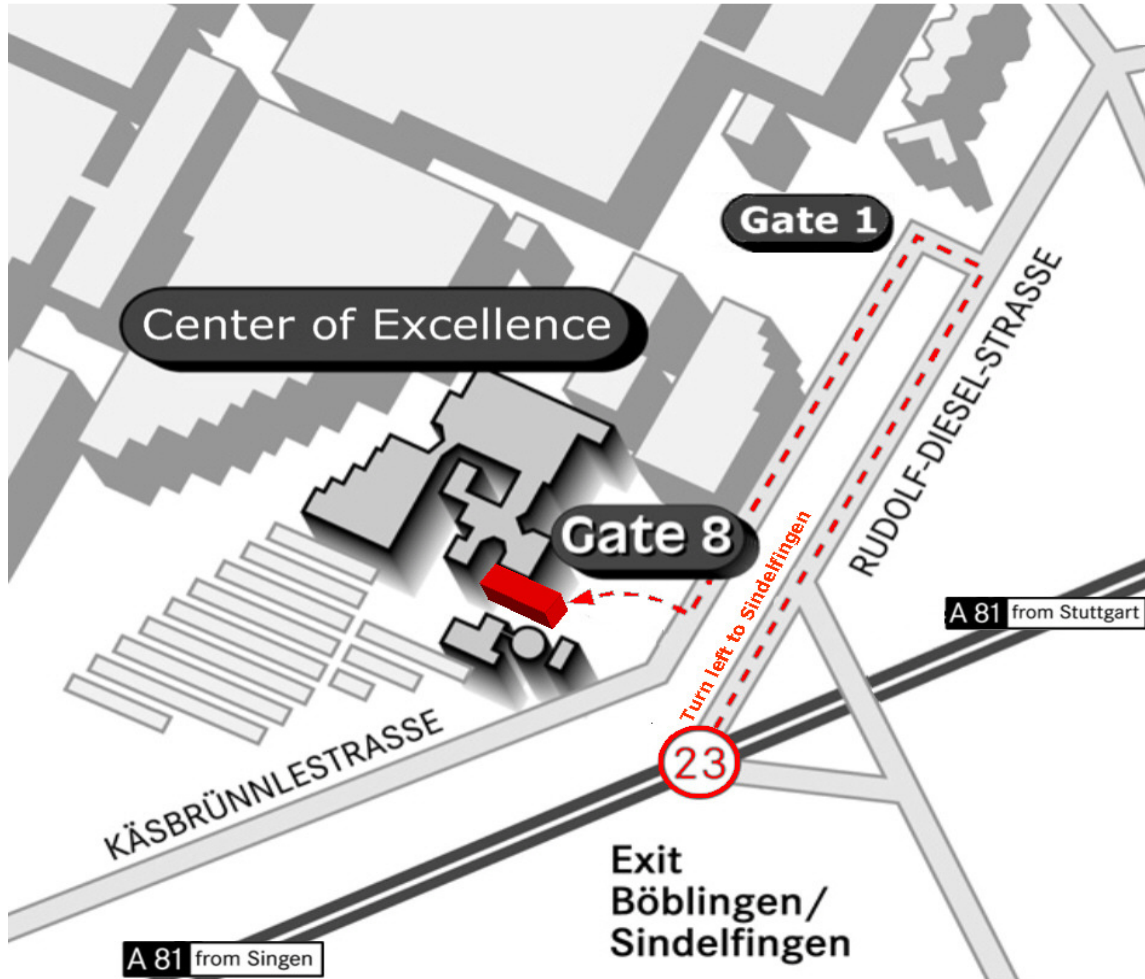 Gate 1
Center of Excellence
RUDOLF-DIESEL-STRASSE
Gate 8
Turn left to Sindelfingen
A 81 from Stuttgart
KÄSBRÜNNLESTRASSE
23
Exit
Böblingen/
Sindelfingen
A 81 from Singen